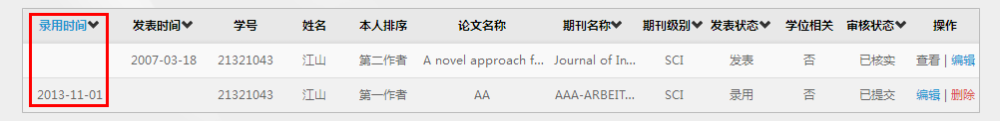 录用时间 发表时间 学号 姓名 本人排序 论文名称 期刊名称 期刊级别 发表状态 学位相关 审核状态 操作
2007-03-18 21321043 江山 第二作者 A novel approach f... Journal of In... SCI 发表 否 已核实 查看 | 编辑
2013-11-01 21321043 江山 第一作者 AA AAA-ARBEIT... SCI 录用 否 已提交 编辑 | 删除